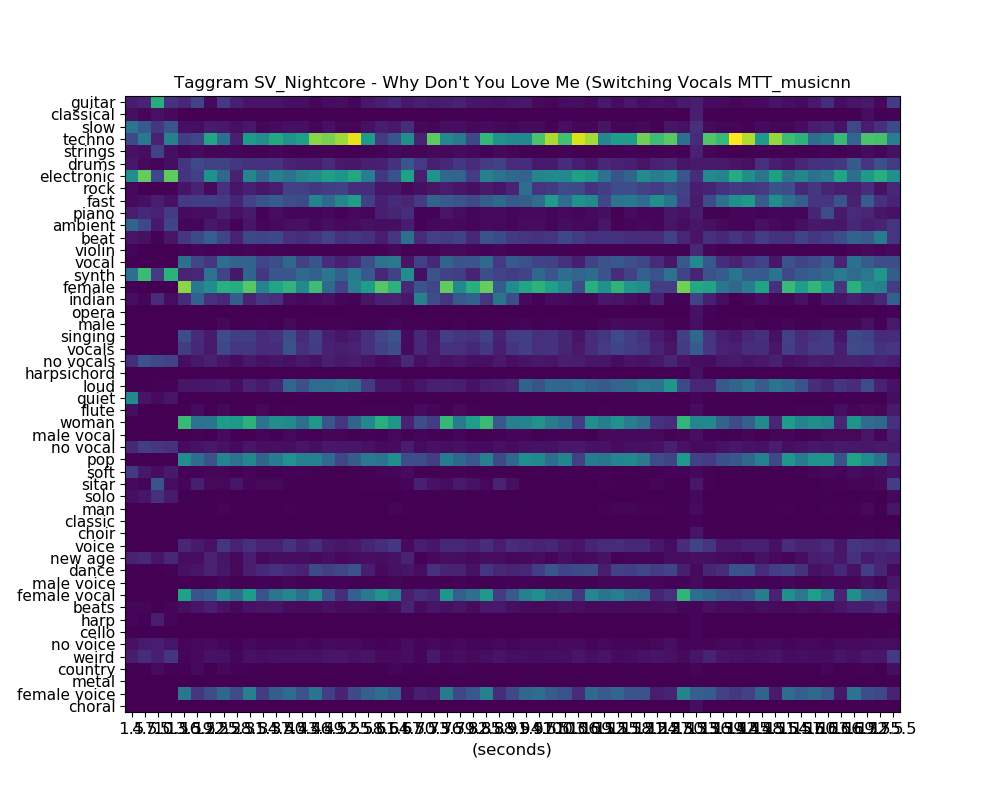 Taggram SV_Nightcore - Why Don't You Love Me (Switching Vocals MTT_musicnn
guitar
classical
slow
techno
strings
drums
electronic
rock
fast
piano
ambient
beat
violin
vocal
synth
female
indian
opera
male
singing
vocals
no vocals
harpsichord
loud
quiet
flute
woman
male vocal
no vocal
pop
soft
sitar
solo
man
classic
choir
voice
new age
dance
male voice
female vocal
beats
harp
cello
no voice
weird
country
metal
female voice
choral
(seconds)